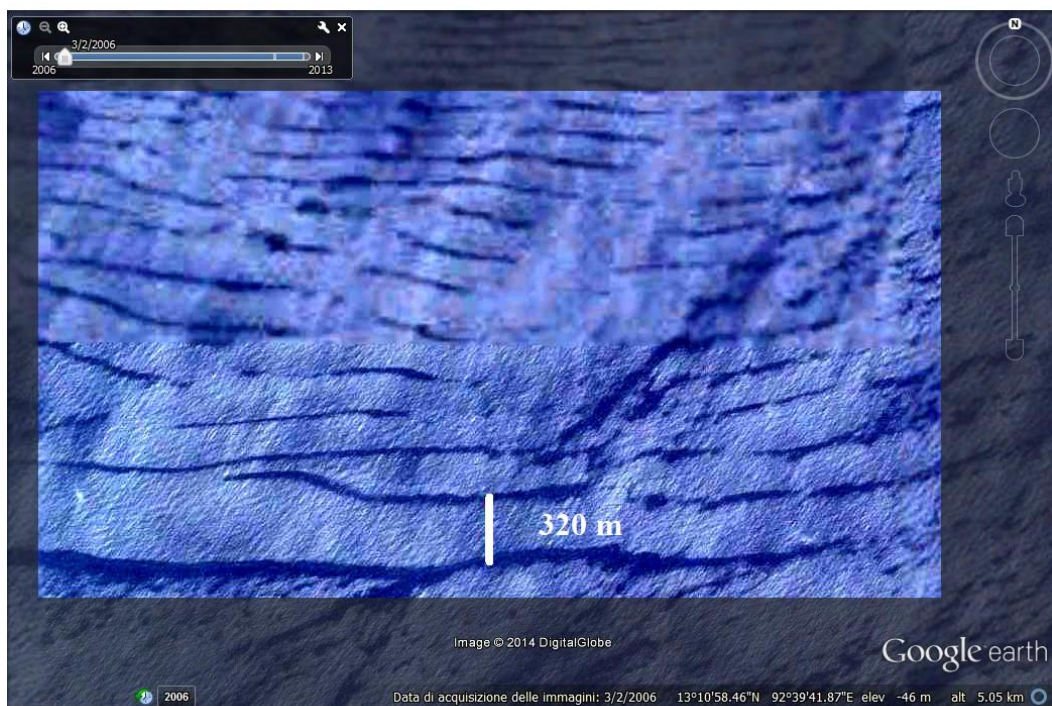 3/2/2006
2006 2013
N
320 m
Image © 2014 DigitalGlobe
Google earth
2006 Data di acquisizione delle immagini: 3/2/2006 13°10'58.46"N 92°39'41.87"E elev -46 m alt 5.05 km